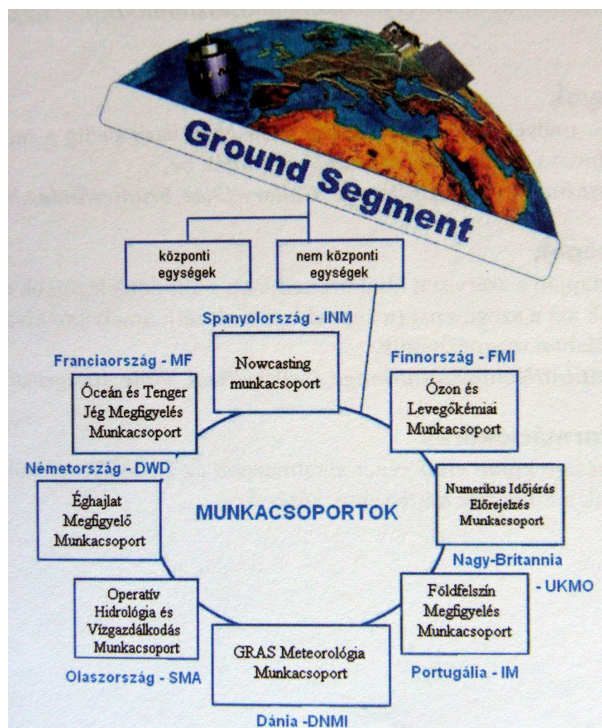 Ground Segment
központi
egységek
nem központi
egységek
Spanyolország - INM
Nowcasting
munkacsoport
Franciaország - MF
Óceán és Tenger
Jég Megfigyelés
Munkacsoport
Finnország - FMI
Ózon és
Levegőkémiai
Munkacsoport
Németország - DWD
Éghajlat
Megfigyelő
Munkacsoport
MUNKACSOPORTOK
Numerikus Időjárás
Előrejelzés
Munkacsoport
Nagy-Britannia
- UKMO
Operatív
Hidrológia és
Vízgazdálkodás
Munkacsoport
Olaszország - SMA
GRAS Meteorológia
Munkacsoport
Dánia -DNMI
Földfelszín
Megfigyelés
Munkacsoport
Portugália - IM